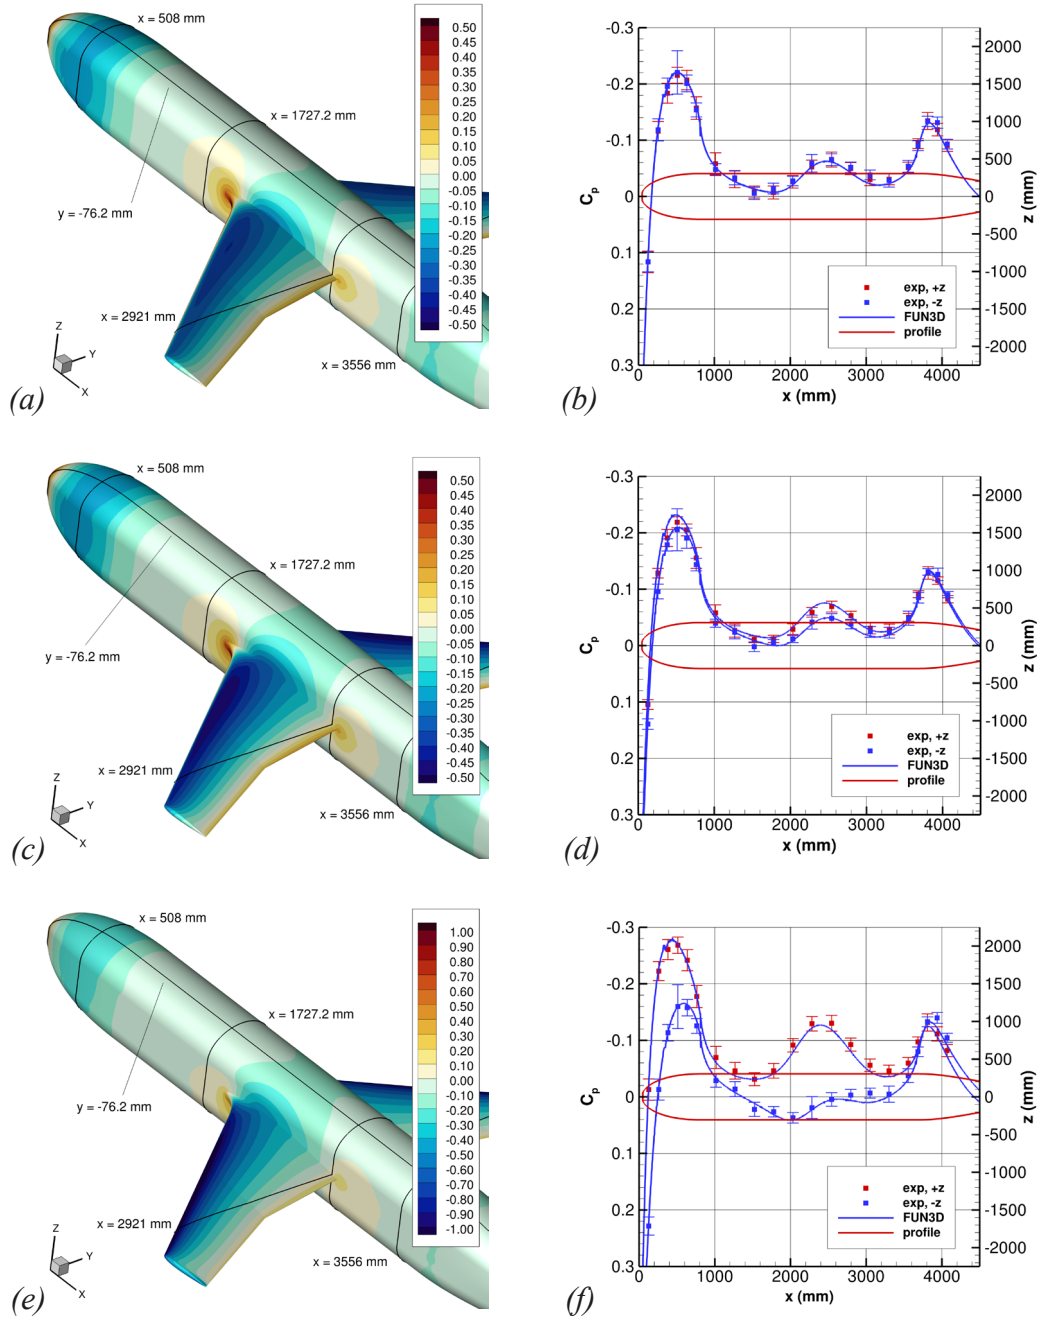 x = 508 mm
x = 1727.2 mm
y = -76.2 mm
x = 2921 mm
x = 3556 mm
0.50
0.45
0.40
0.35
0.30
0.25
0.20
0.15
0.10
0.05
0.00
-0.05
-0.10
-0.15
-0.20
-0.25
-0.30
-0.35
-0.40
-0.45
-0.50
Z
Y
X
(a)
-0.3
-0.2
-0.1
0
0.1
0.2
0.3
Cp
0 1000 2000 3000 4000
x (mm)
2000
1500
1000
500
0
-500
-1000
-1500
-2000
z (mm)
exp, +z
exp, -z
FUN3D
profile
(b)
x = 508 mm
x = 1727.2 mm
y = -76.2 mm
x = 2921 mm
x = 3556 mm
0.50
0.45
0.40
0.35
0.30
0.25
0.20
0.15
0.10
0.05
0.00
-0.05
-0.10
-0.15
-0.20
-0.25
-0.30
-0.35
-0.40
-0.45
-0.50
Z
Y
X
(c)
-0.3
-0.2
-0.1
0
0.1
0.2
0.3
Cp
0 1000 2000 3000 4000
x (mm)
2000
1500
1000
500
0
-500
-1000
-1500
-2000
z (mm)
exp, +z
exp, -z
FUN3D
profile
(d)
x = 508 mm
x = 1727.2 mm
y = -76.2 mm
x = 2921 mm
x = 3556 mm
1.00
0.90
0.80
0.70
0.60
0.50
0.40
0.30
0.20
0.10
0.00
-0.10
-0.20
-0.30
-0.40
-0.50
-0.60
-0.70
-0.80
-0.90
-1.00
Z
Y
X
(e)
-0.3
-0.2
-0.1
0
0.1
0.2
0.3
Cp
0 1000 2000 3000 4000
x (mm)
2000
1500
1000
500
0
-500
-1000
-1500
-2000
z (mm)
exp, +z
exp, -z
FUN3D
profile
(f)